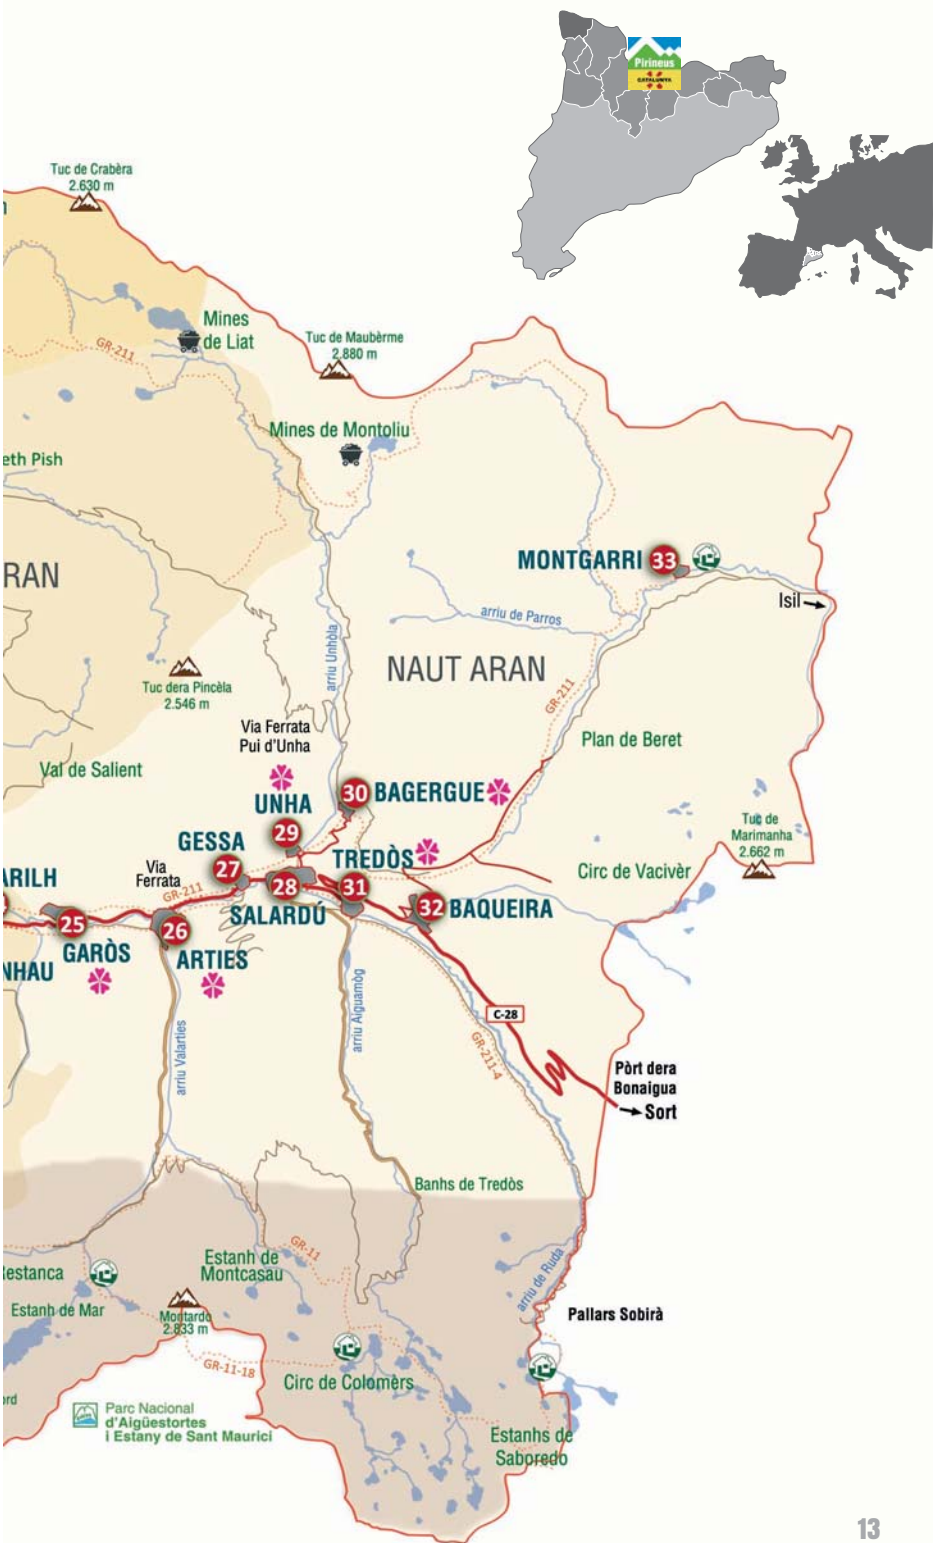 Pirineus
CATALUNYA
Tuc de Crabèra
2.630 m
Mines
de Liat
GR-211
Tuc de Maubèrme
2.880 m
Mines de Montoliu
eth Pish
MONTGARRI 33
RAN
Isil
arriu de Parros
arriu Unhòla
NAUT ARAN
Tuc dera Pincèla
2.546 m
GR-211
Via Ferrata
Pui d'Unha
Plan de Beret
Val de Salient
30 BAGERGUE
UNHA
29
Tuc de
Marimanha
2.662 m
GESSA
27
TREDÒS
31
Via
Ferrata
Circ de Vacivèr
ARILH
GR-211
28
SALARDÚ
32 BAQUEIRA
25
GARÒS
26
ARTIES
NHAU
arriu Valarties
arriu Aiguamòg
C-28
GR-211-4
Pòrt dera
Bonaigua
Sort
Banhs de Tredòs
GR-11
Estanh de
Montcasau
Restanca
arriu de Ruda
Estanh de Mar
Montardo
2.833 m
Pallars Sobirà
GR-11-18
Circ de Colomèrs
ord
Parc Nacional
d'Aigüestortes
i Estany de Sant Maurici
Estanhs de
Saboredo
13